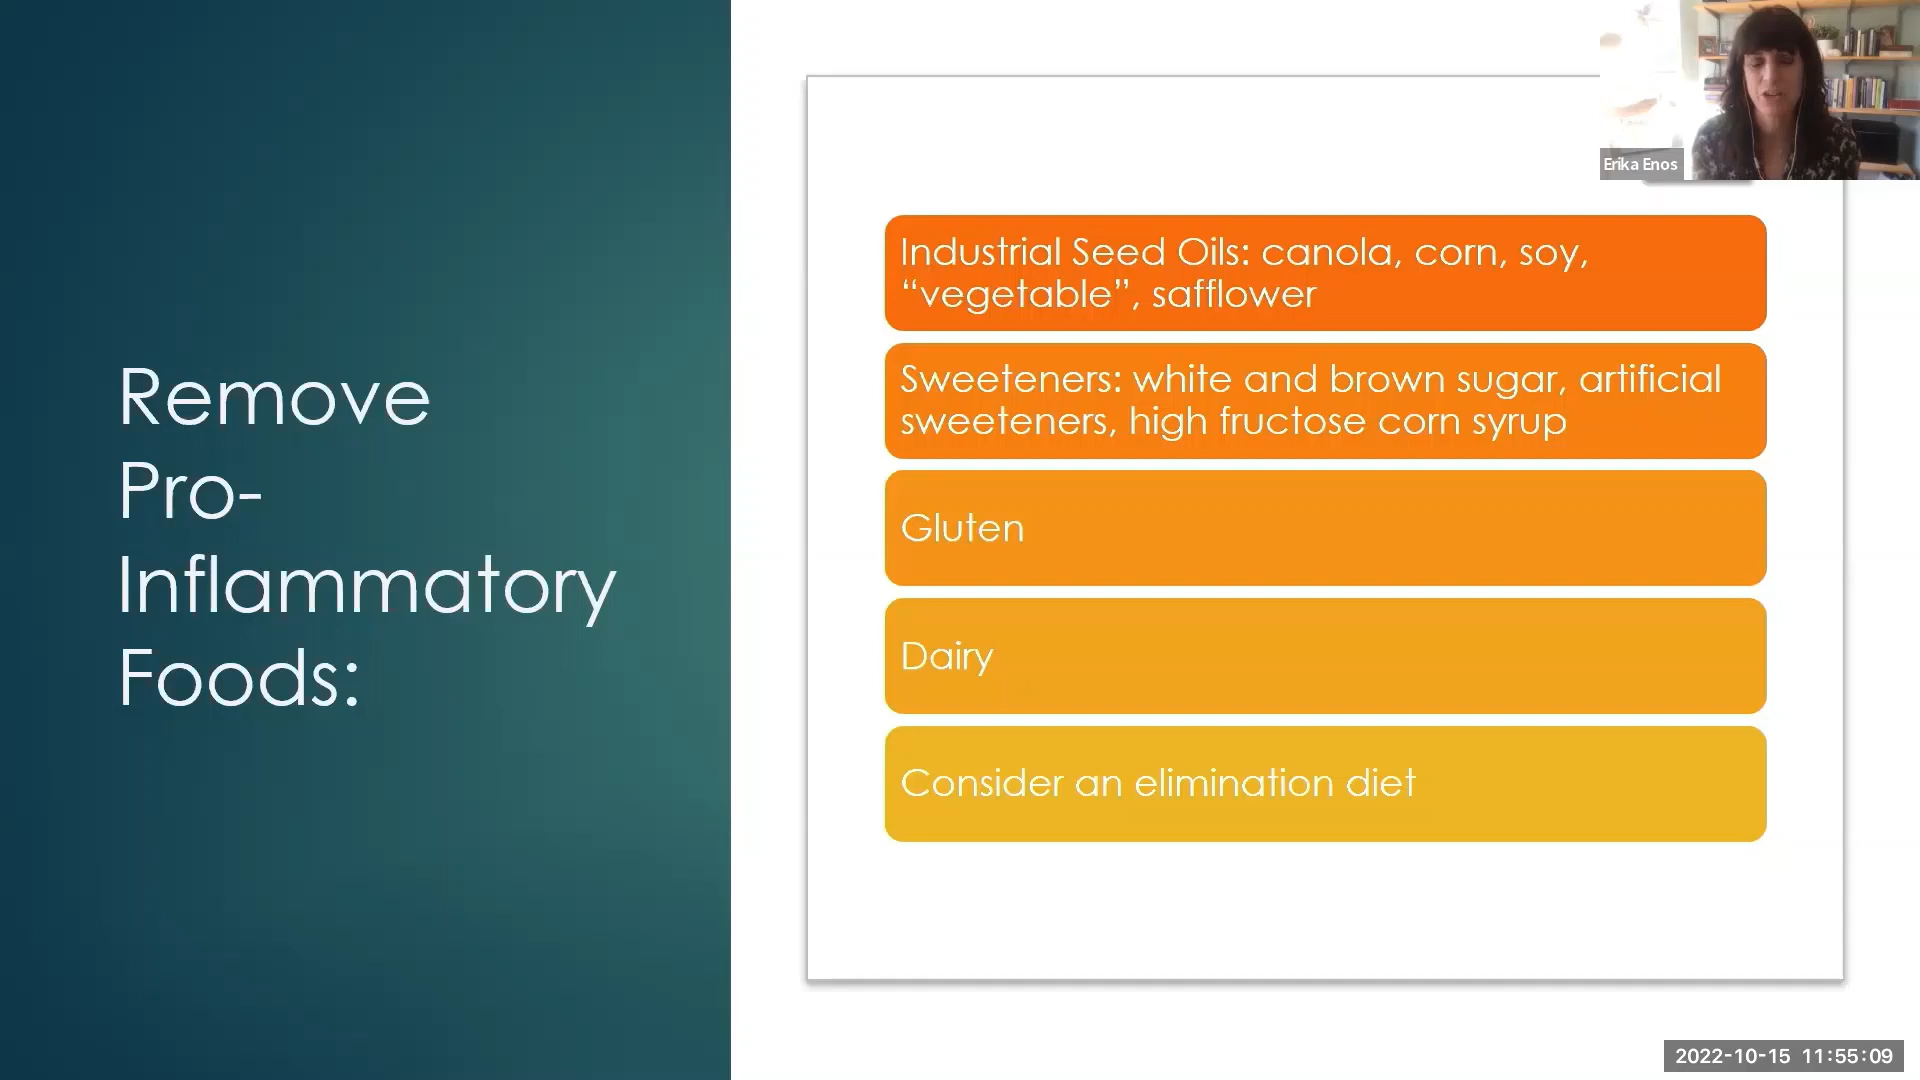 Remove
Pro-
Inflammatory
Foods:
Erika Enos
Industrial Seed Oils: canola, corn, soy,
“vegetable”, safflower
Sweeteners: white and brown sugar, artificial
sweeteners, high fructose corn syrup
Gluten
Dairy
Consider an elimination diet
2022-10-15 11:55:09